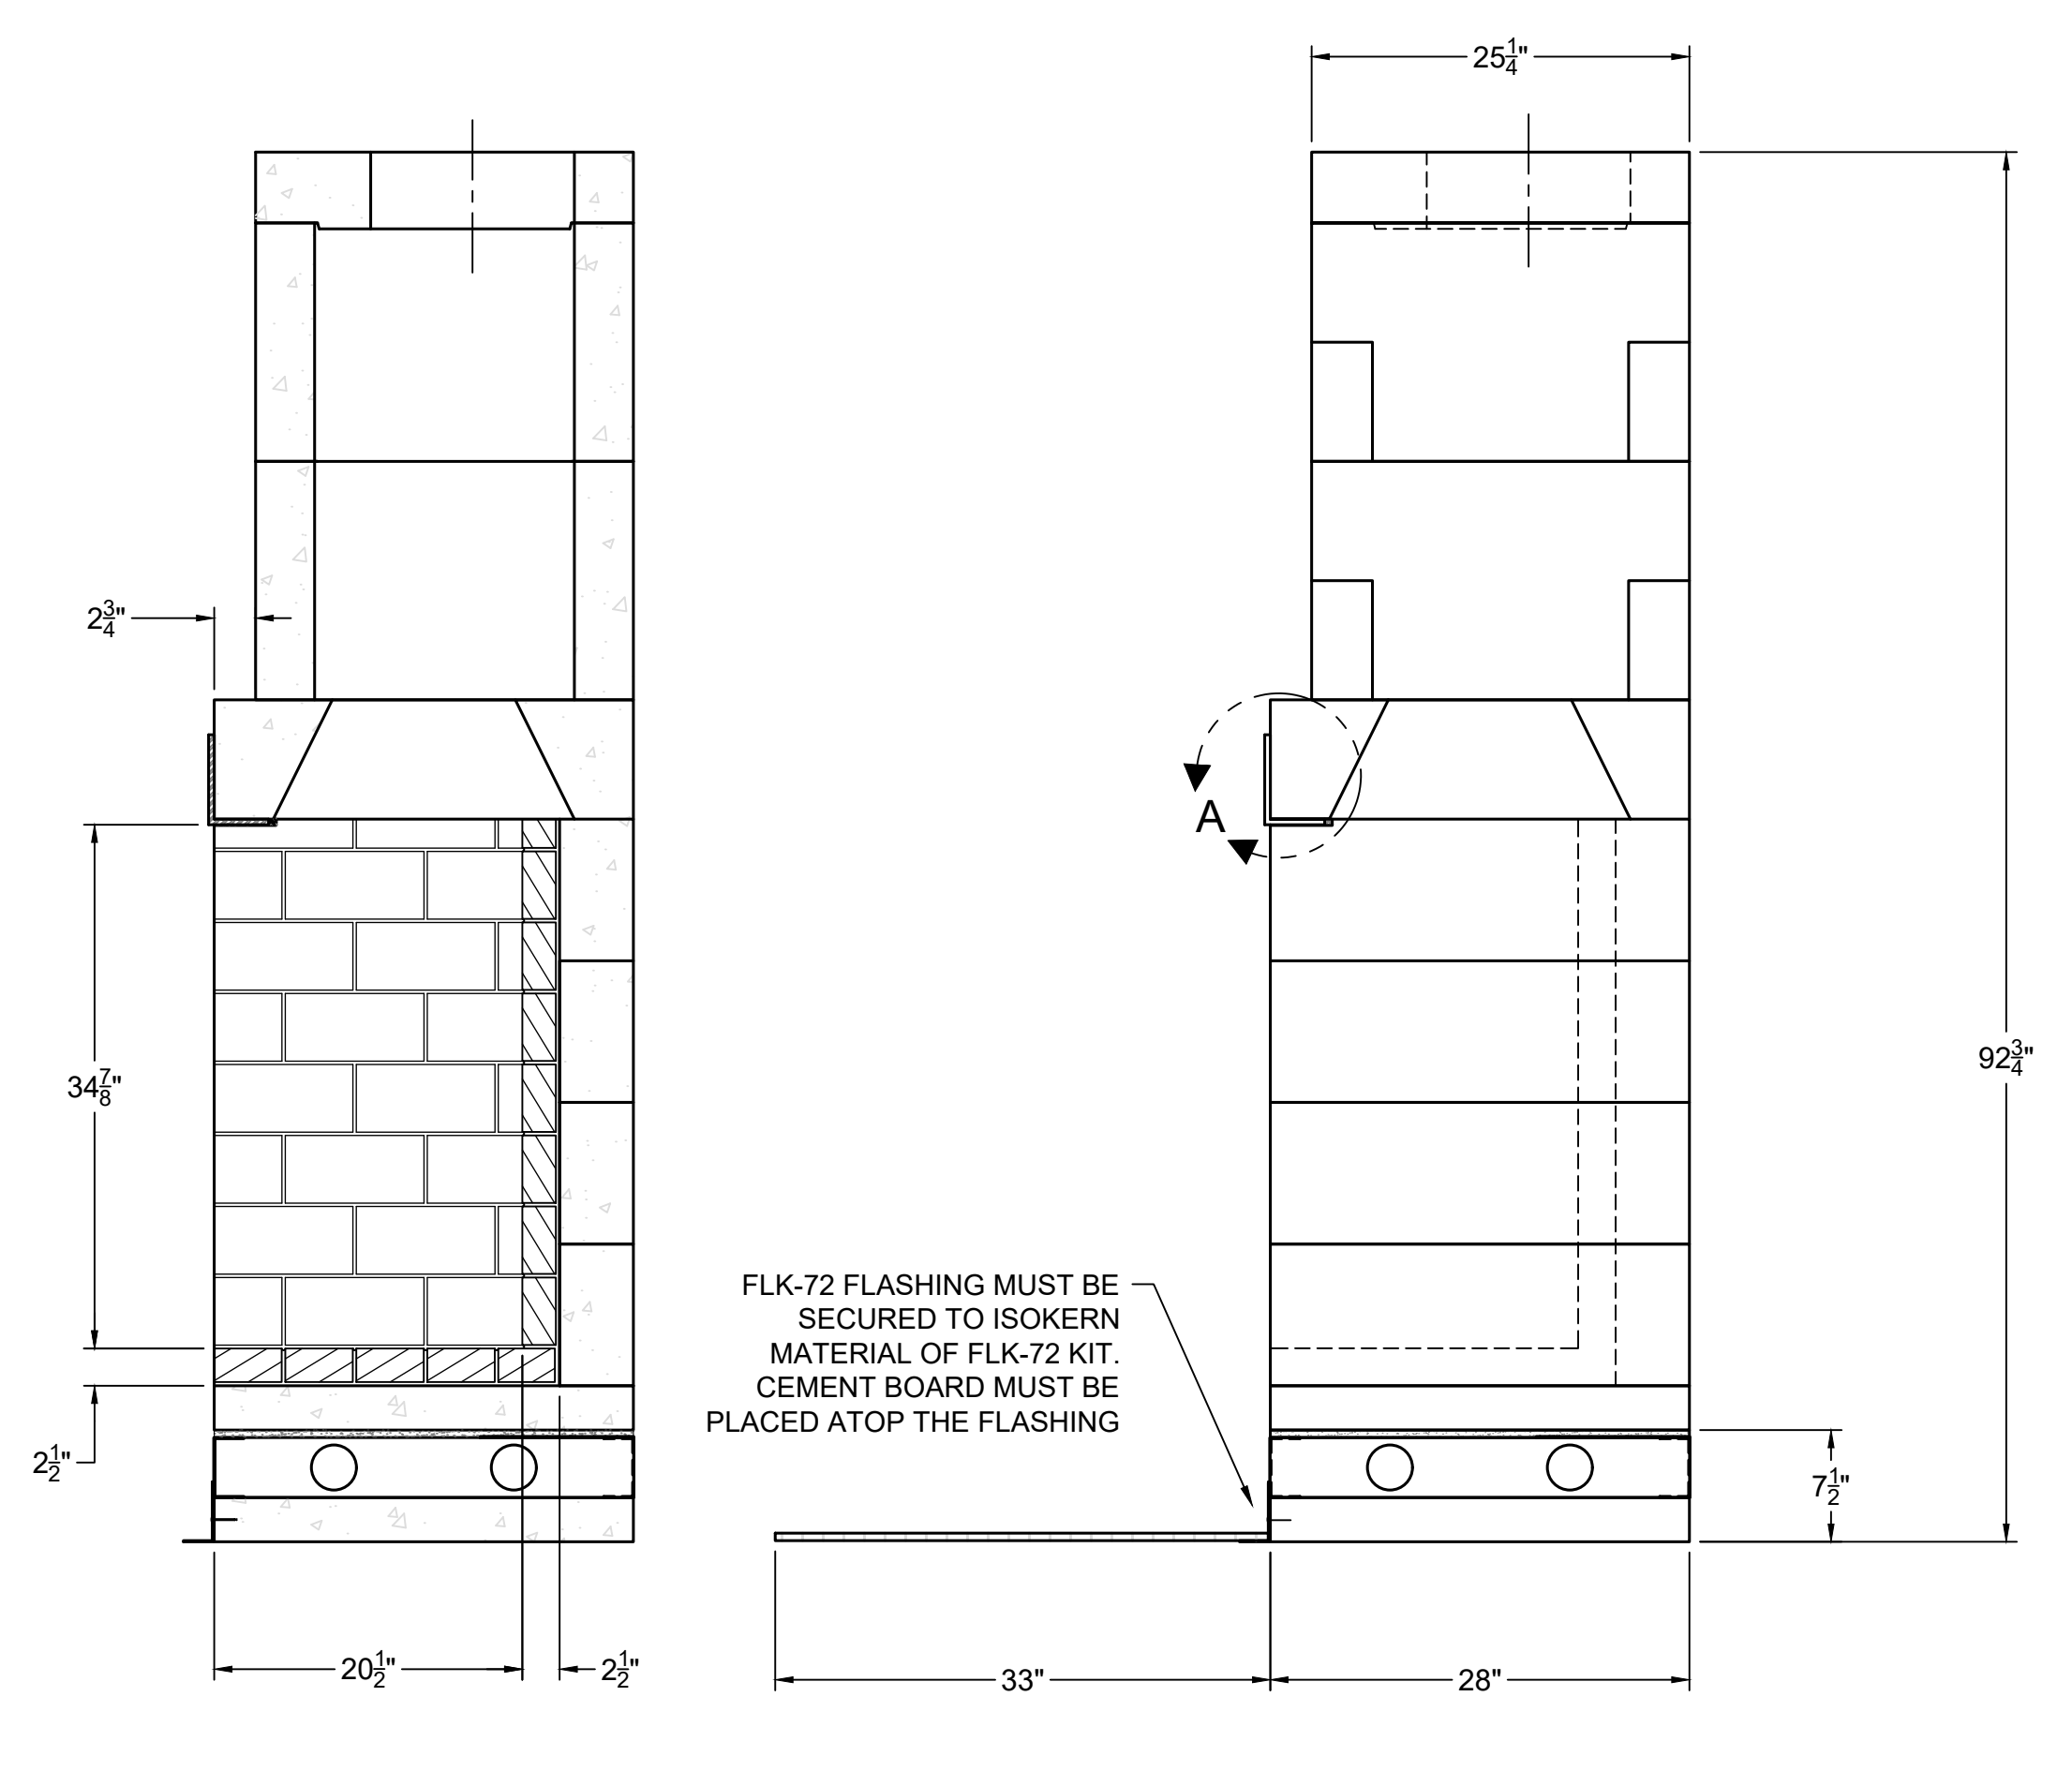 25 1/4"
2 3/4"
A
92 3/4"
34 7/8"
FLK-72 FLASHING MUST BE
SECURED TO ISOKERN
MATERIAL OF FLK-72 KIT.
CEMENT BOARD MUST BE
PLACED ATOP THE FLASHING
2 1/2"
7 1/2"
20 1/2"
2 1/2"
33"
28"